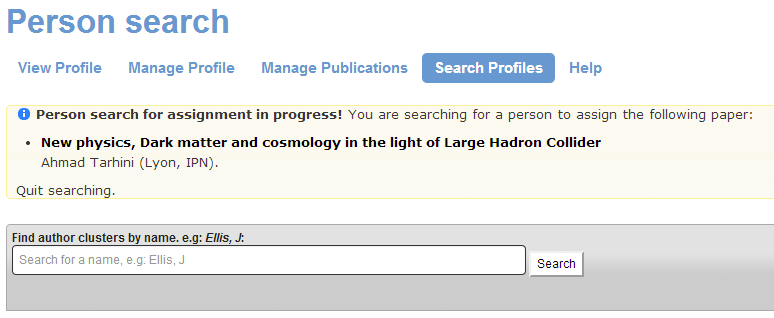 Person search
View Profile Manage Profile Manage Publications Search Profiles Help
Person search for assignment in progress! You are searching for a person to assign the following paper:
• New physics, Dark matter and cosmology in the light of Large Hadron Collider
Ahmad Tarhini (Lyon, IPN).
Quit searching.
Find author clusters by name. e.g: Ellis, J:
Search for a name, e.g: Ellis, J Search